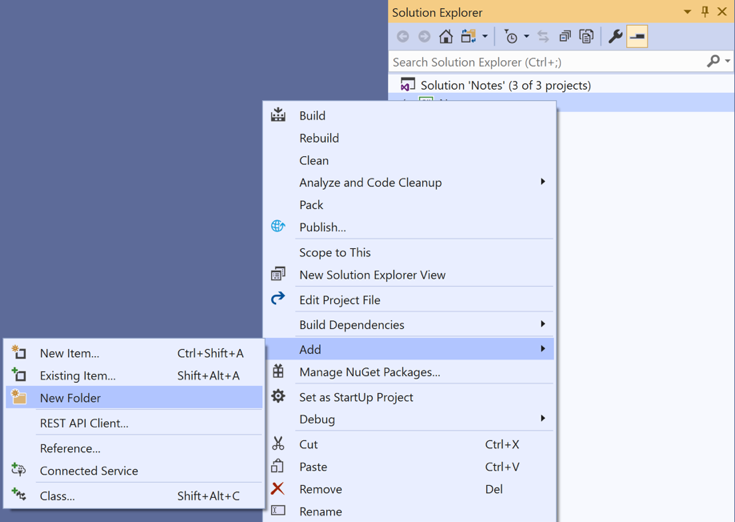 Solution Explorer
Search Solution Explorer (Ctrl+;)
Solution 'Notes' (3 of 3 projects)
Build
Rebuild
Clean
Analyze and Code Cleanup
Pack
Publish...
Scope to This
New Solution Explorer View
Edit Project File
Build Dependencies
Add
Manage NuGet Packages...
Set as StartUp Project
Debug
Cut Ctrl+X
Paste Ctrl+V
Remove Del
Rename
New Item... Ctrl+Shift+A
Existing Item... Shift+Alt+A
New Folder
REST API Client...
Reference...
Connected Service
Class... Shift+Alt+C